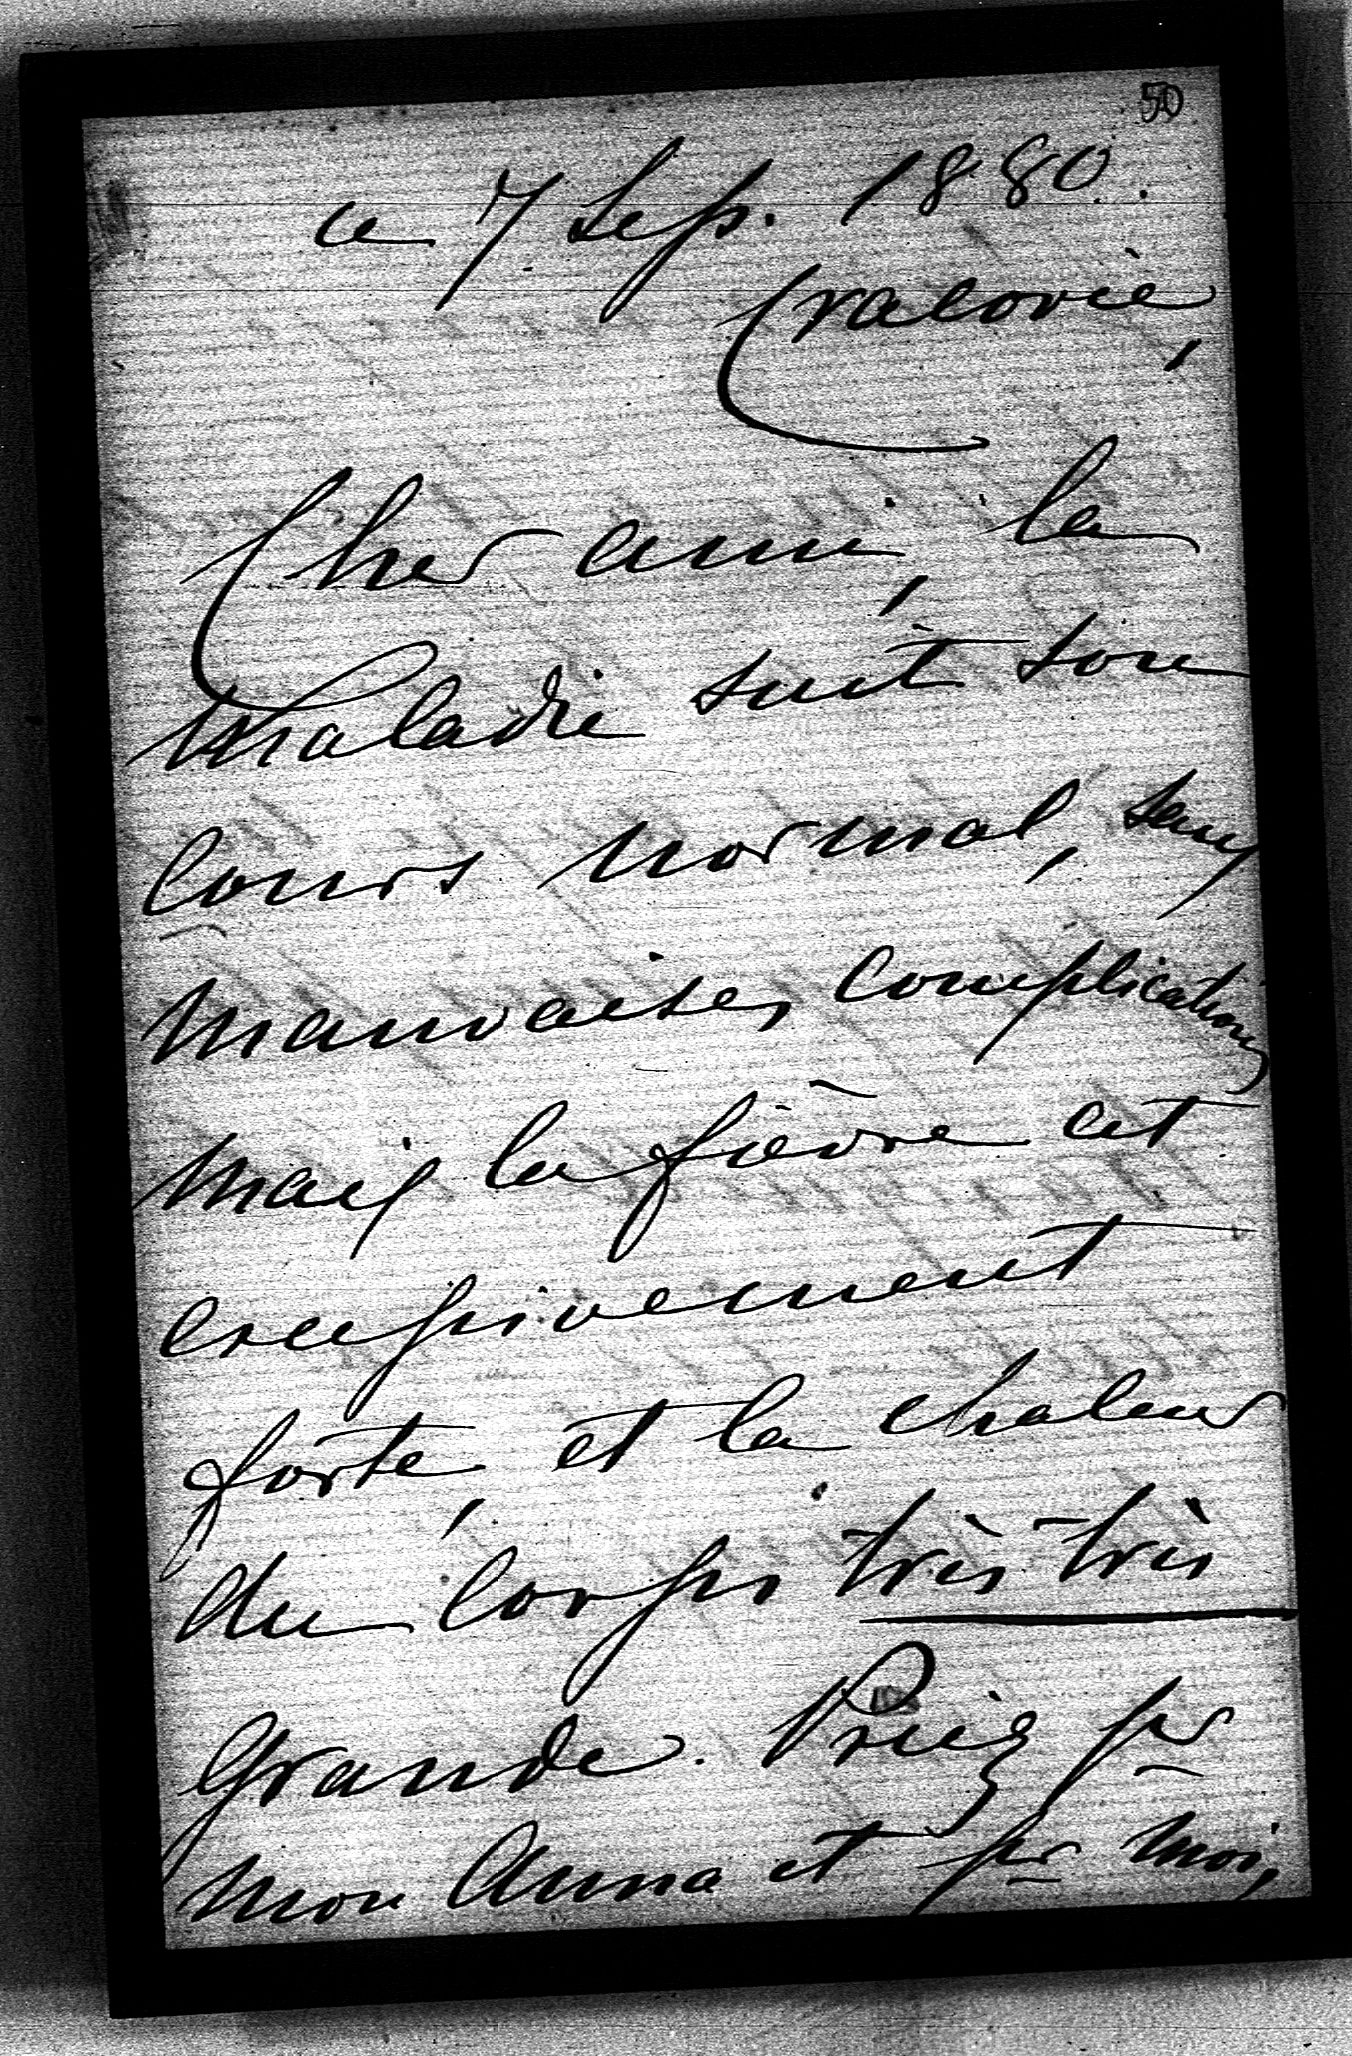 50
ce 7 Sep. 1880.
Cracovie,
Cher ami, la
maladie suit son
cours normal, sans
mauvaises complications
mais la fièvre est
excessivement
forte, et la chaleur
du corps très très
grande. Priez pr
mon Anna et pr moi,